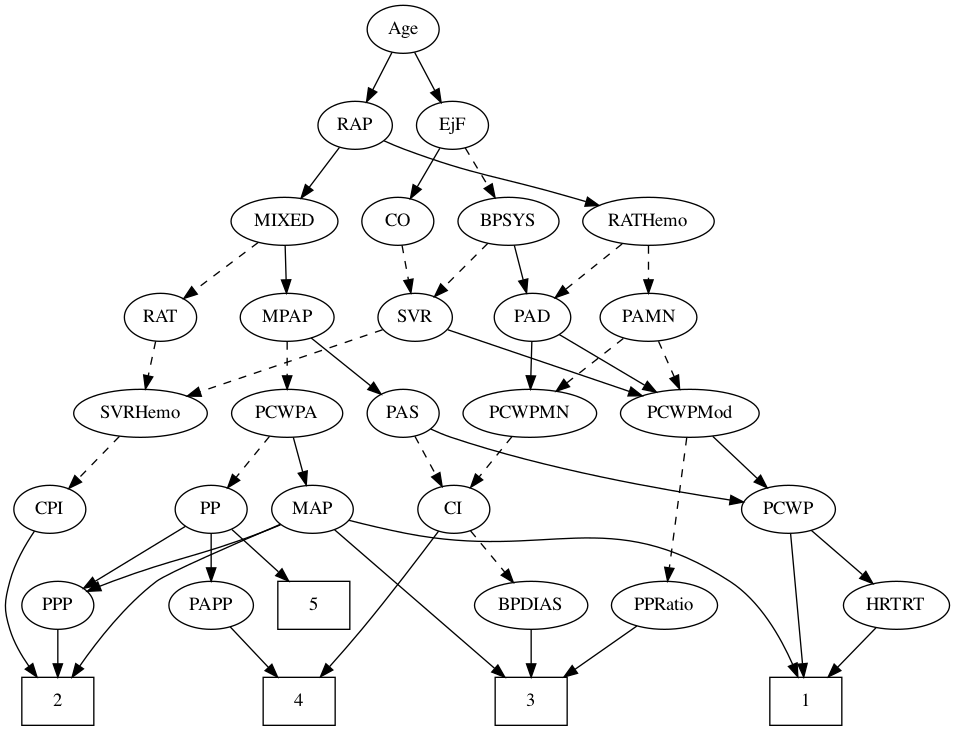 Age
RAP
EjF
MIXED
CO
BPSYS
RATHemo
RAT
MPAP
SVR
PAD
PAMN
SVRHemo
PCWPA
PAS
PCWPMN
PCWPMod
CPI
PP
MAP
CI
PCWP
PPP
PAPP
5
BPDIAS
PPRatio
HRTRT
2
4
3
1